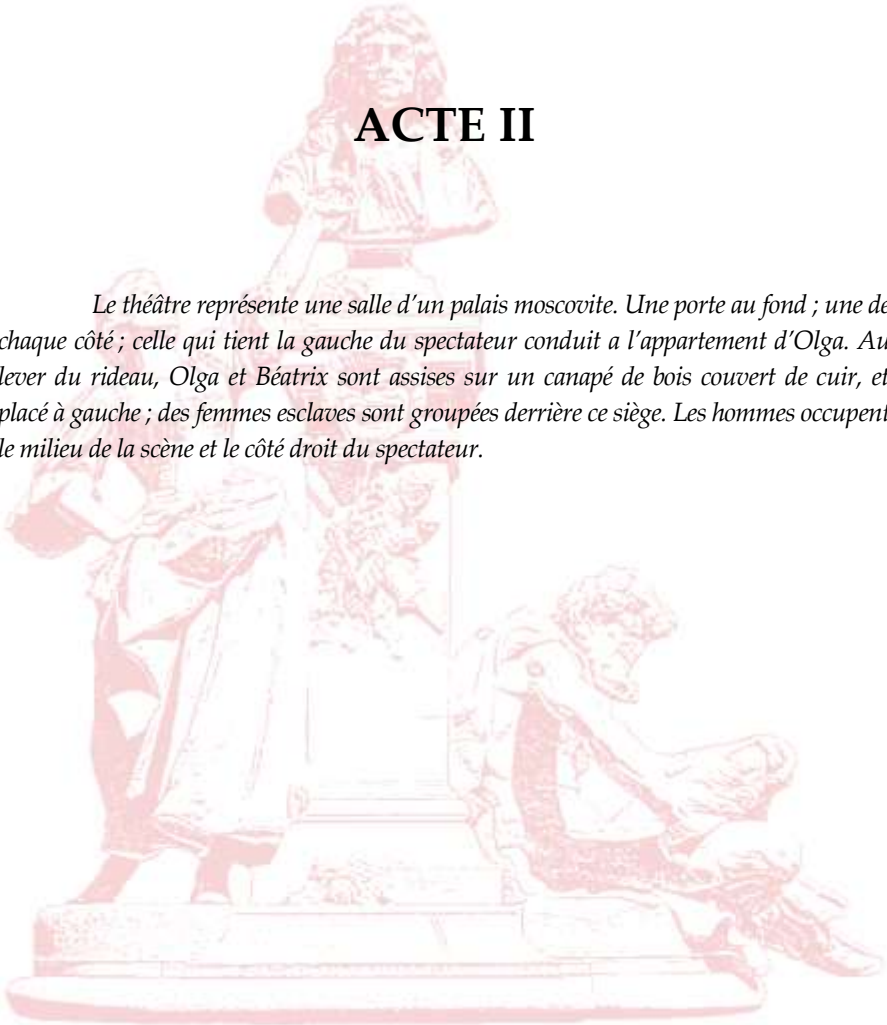 ACTE II
Le théâtre représente une salle d’un palais moscovite. Une porte au fond ; une de
chaque côté ; celle qui tient la gauche du spectateur conduit a l’appartement d’Olga. Au
lever du rideau, Olga et Béatrix sont assises sur un canapé de bois couvert de cuir, et
placé à gauche ; des femmes esclaves sont groupées derrière ce siège. Les hommes occupent
le milieu de la scène et le côté droit du spectateur.